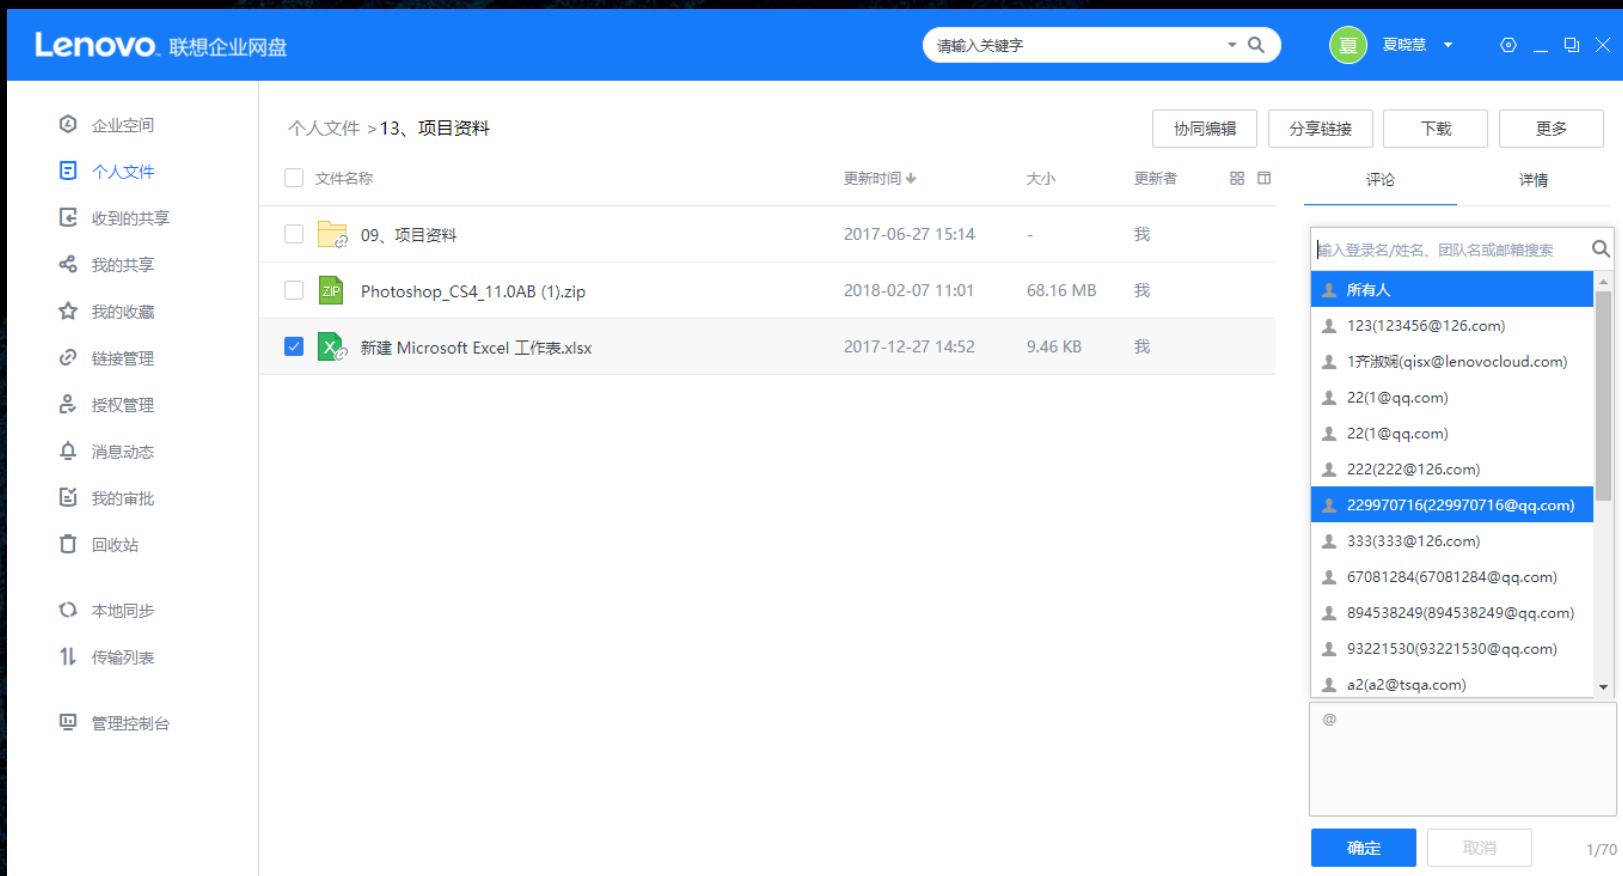 Lenovo 联想企业网盘
请输入关键字
夏 夏晓慧
企业空间
个人文件
收到的共享
我的共享
我的收藏
链接管理
授权管理
消息动态
我的审批
回收站
本地同步
传输列表
管理控制台
个人文件 >13、项目资料
协同编辑 分享链接 下载 更多
文件名称 更新时间 大小 更新者
09、项目资料 2017-06-27 15:14 - 我
ZIP Photoshop_CS4_11.0AB (1).zip 2018-02-07 11:01 68.16 MB 我
X 新建 Microsoft Excel 工作表.xlsx 2017-12-27 14:52 9.46 KB 我
评论 详情
输入登录名/姓名、团队名或邮箱搜索
所有人
123(123456@126.com)
1齐淑娴(qisx@lenovocloud.com)
22(1@qq.com)
22(1@qq.com)
222(222@126.com)
229970716(229970716@qq.com)
333(333@126.com)
67081284(67081284@qq.com)
894538249(894538249@qq.com)
93221530(93221530@qq.com)
a2(a2@tsqa.com)
@
确定 取消 1/70